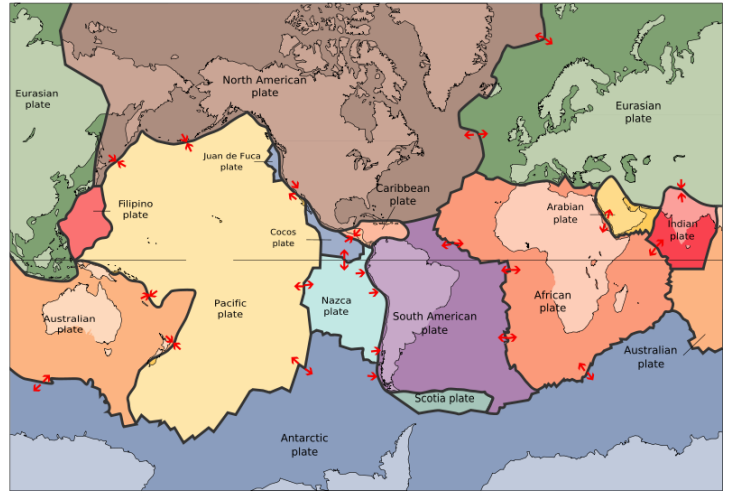 North American
plate
Eurasian
plate
Eurasian
plate
Juan de Fuca
plate
Caribbean
plate
Filipino
plate
Arabian
plate
Cocos
plate
Indian
plate
Pacific
plate
Nazca
plate
African
plate
Australian
plate
South American
plate
Australian
plate
Scotia plate
Antarctic
plate